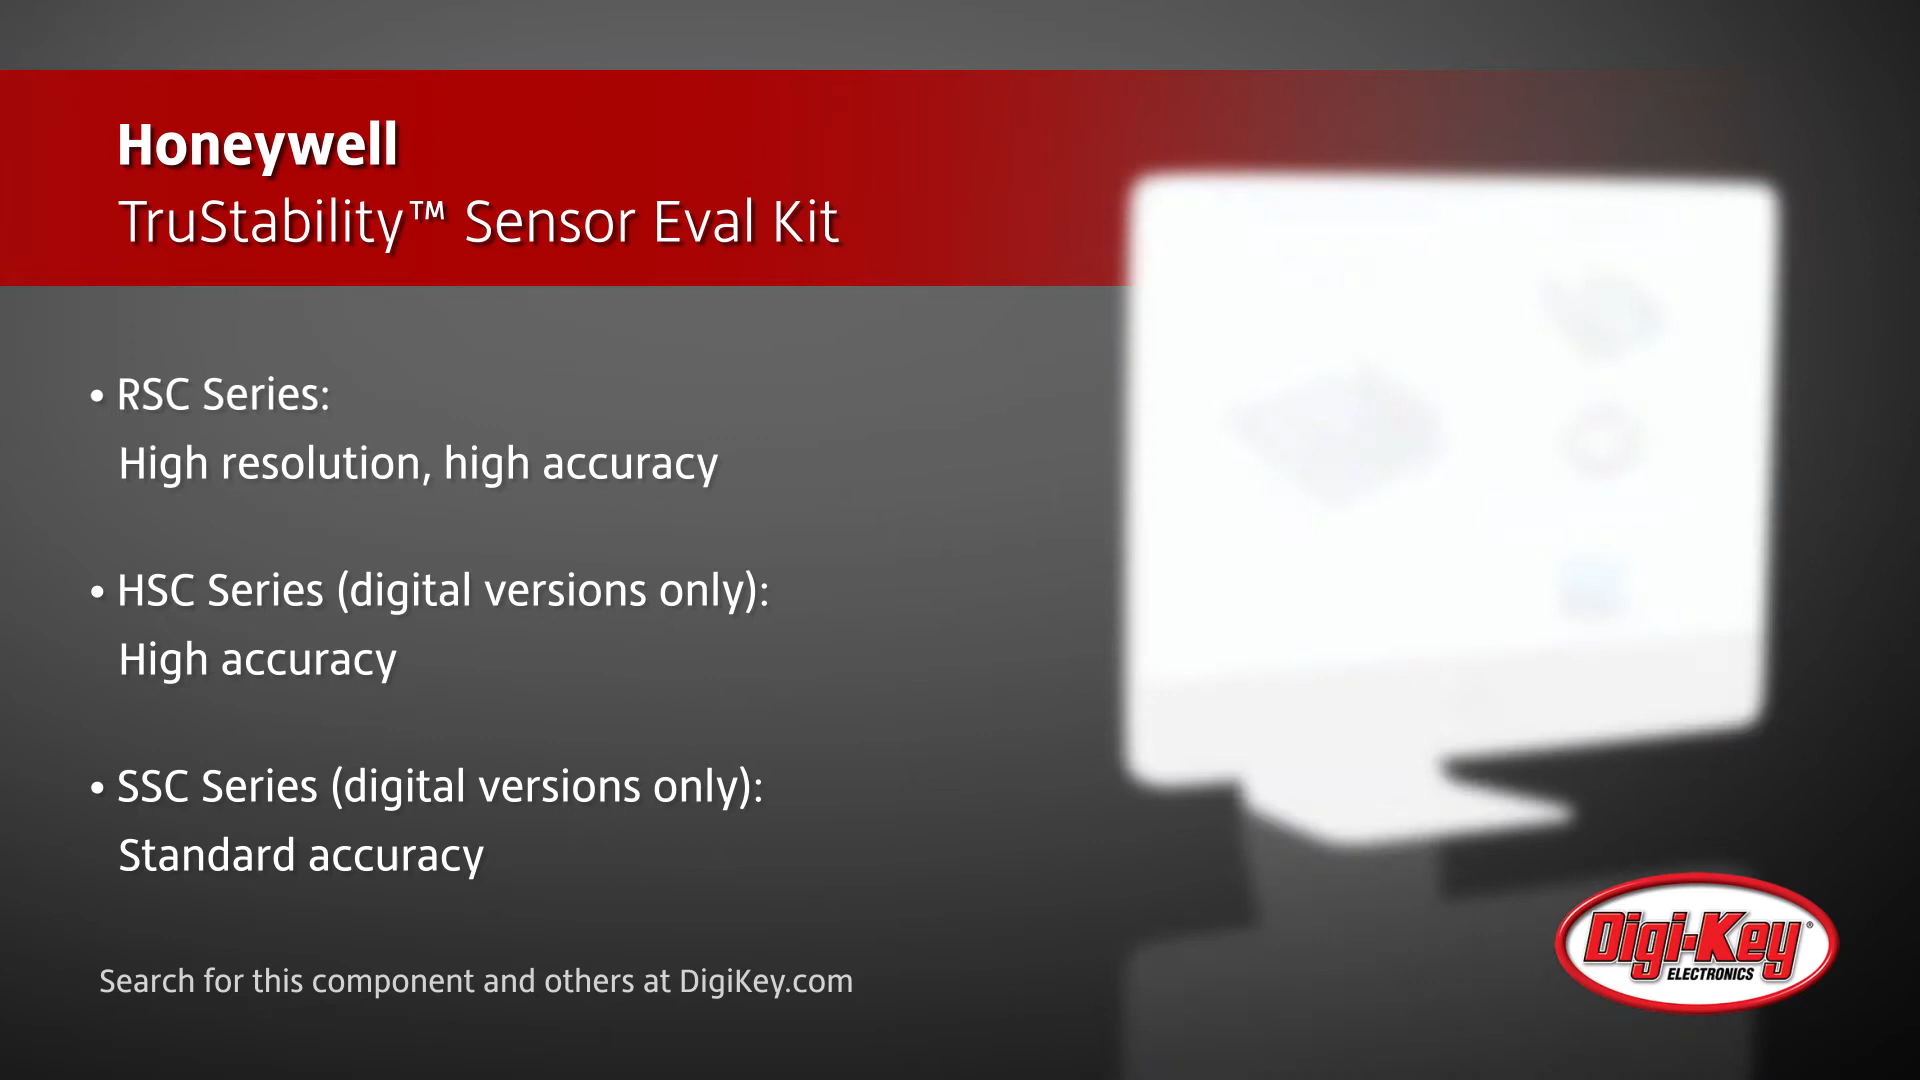 Honeywell
TruStability™ Sensor Eval Kit
• RSC Series:
High resolution, high accuracy
• HSC Series (digital versions only):
High accuracy
• SSC Series (digital versions only):
Standard accuracy
Search for this component and others at DigiKey.com
Digi-Key®
ELECTRONICS